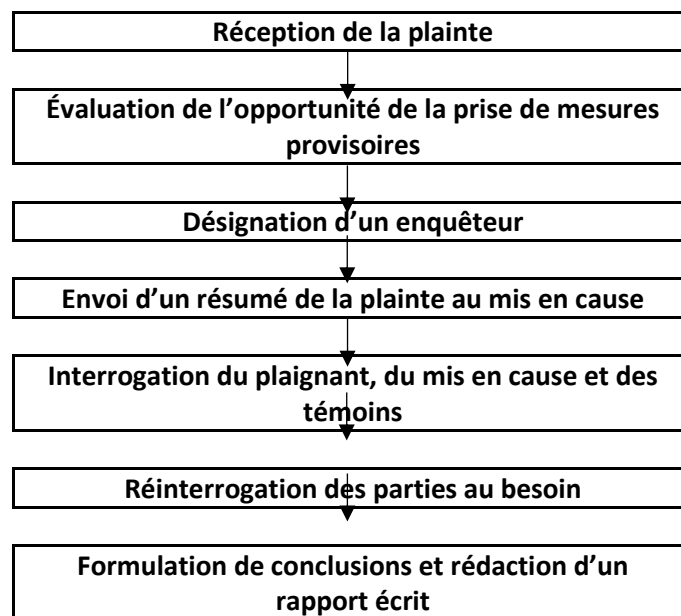 Réception de la plainte
Évaluation de l’opportunité de la prise de mesures
provisoires
Désignation d’un enquêteur
Envoi d’un résumé de la plainte au mis en cause
Interrogation du plaignant, du mis en cause et des
témoins
Réinterrogation des parties au besoin
Formulation de conclusions et rédaction d’un
rapport écrit